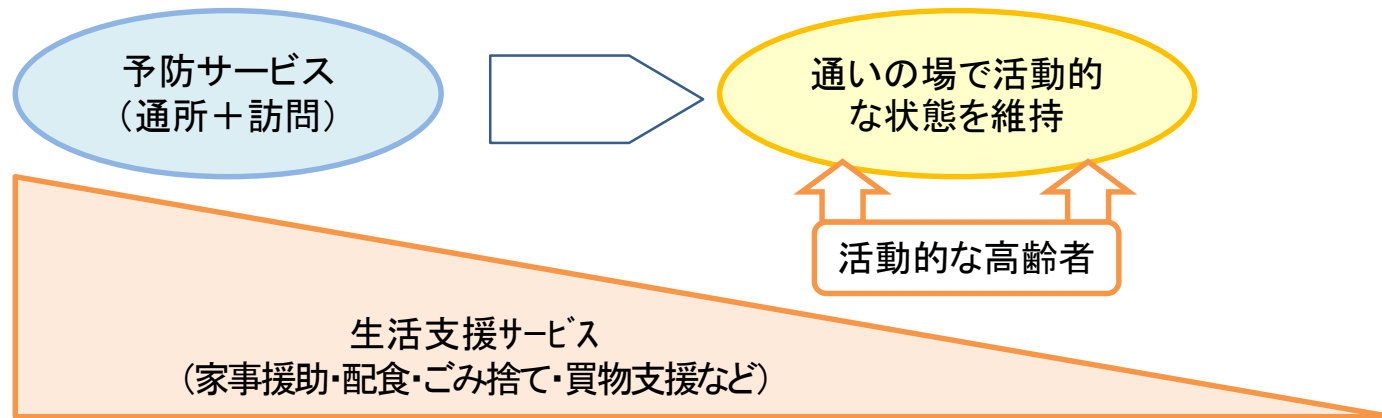 予防サービス
（通所＋訪問）
通いの場で活動的
な状態を維持
活動的な高齢者
生活支援ｻｰﾋﾞｽ
（家事援助・配食・ごみ捨て・買物支援など）